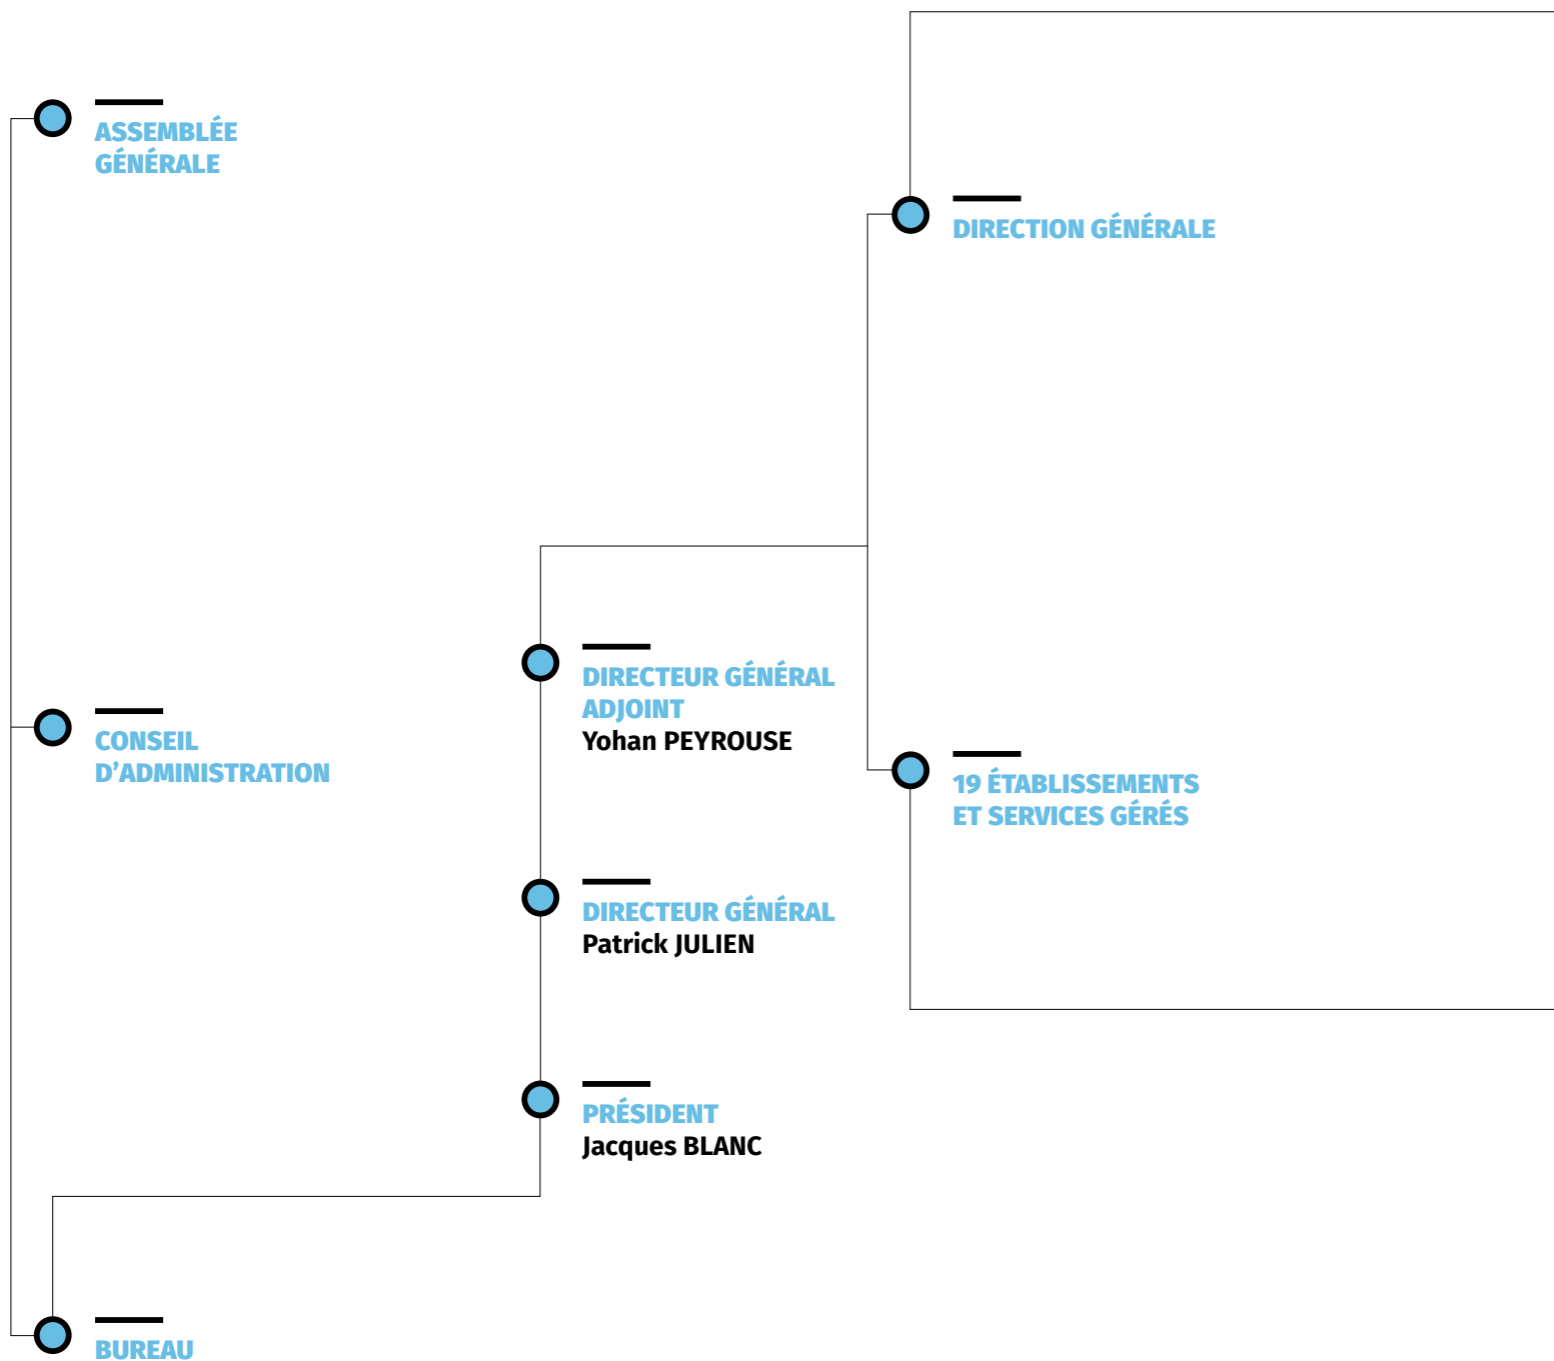 ASSEMBLÉE
GÉNÉRALE
CONSEIL
D’ADMINISTRATION
BUREAU
DIRECTEUR GÉNÉRAL
ADJOINT
Yohan PEYROUSE
DIRECTEUR GÉNÉRAL
Patrick JULIEN
PRÉSIDENT
Jacques BLANC
DIRECTION GÉNÉRALE
19 ÉTABLISSEMENTS
ET SERVICES GÉRÉS